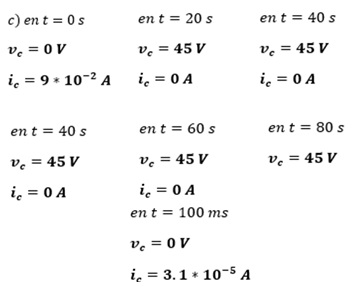 c) en t = 0 s en t = 20 s en t = 40 s
v_c = 0 V v_c = 45 V v_c = 45 V
i_c = 9 * 10^{-2} A i_c = 0 A i_c = 0 A
en t = 40 s en t = 60 s en t = 80 s
v_c = 45 V v_c = 45 V v_c = 45 V
i_c = 0 A i_c = 0 A
en t = 100 ms
v_c = 0 V
i_c = 3.1 * 10^{-5} A